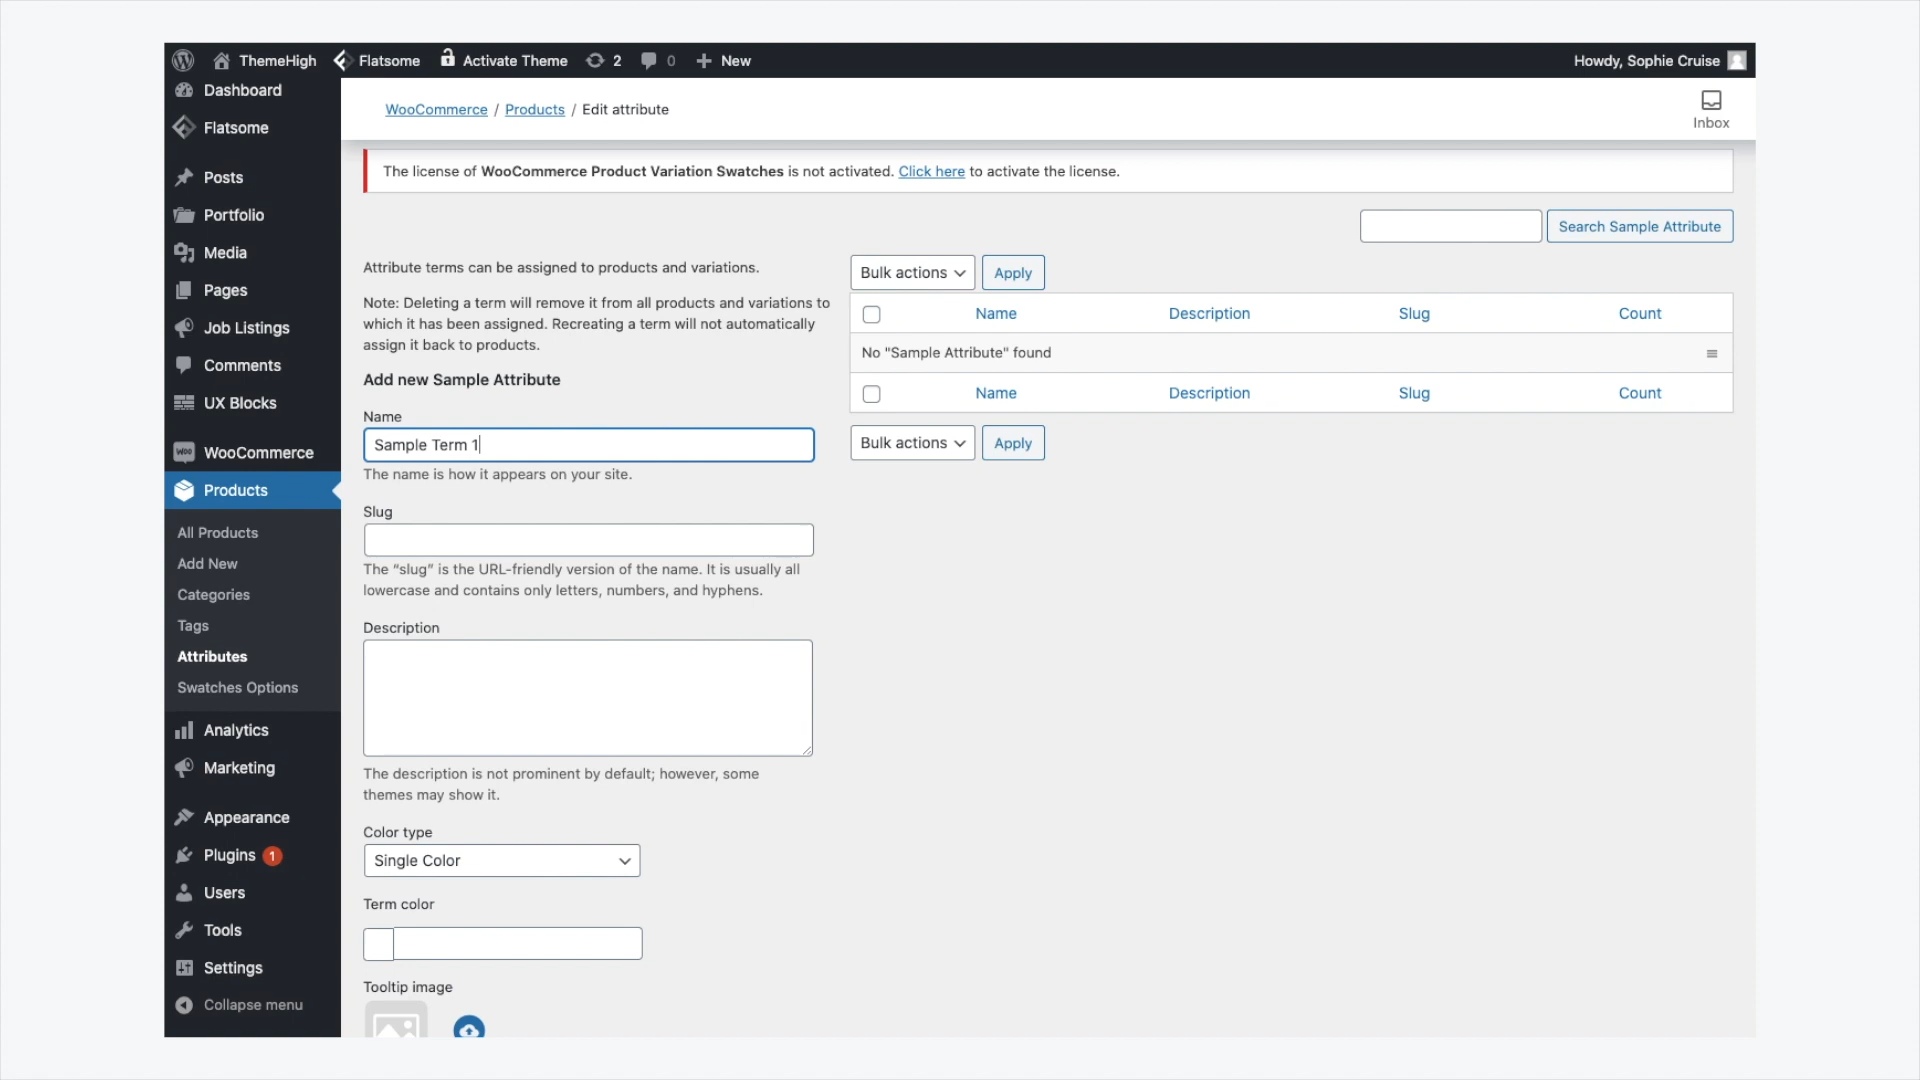 ThemeHigh Flatsome Activate Theme 2 0 New Howdy, Sophie Cruise
Dashboard
Flatsome
Posts
Portfolio
Media
Pages
Job Listings
Comments
UX Blocks
woo WooCommerce
Products
All Products
Add New
Categories
Tags
Attributes
Swatches Options
Analytics
Marketing
Appearance
Plugins 1
Users
Tools
Settings
Collapse menu
WooCommerce / Products / Edit attribute
Inbox
The license of WooCommerce Product Variation Swatches is not activated. Click here to activate the license.
Search Sample Attribute
Attribute terms can be assigned to products and variations.
Note: Deleting a term will remove it from all products and variations to
which it has been assigned. Recreating a term will not automatically
assign it back to products.
Add new Sample Attribute
Name
Sample Term 1
The name is how it appears on your site.
Slug
The “slug” is the URL-friendly version of the name. It is usually all
lowercase and contains only letters, numbers, and hyphens.
Description
The description is not prominent by default; however, some
themes may show it.
Color type
Single Color
Term color
Tooltip image
Bulk actions Apply
Name Description Slug Count
No "Sample Attribute" found
Name Description Slug Count
Bulk actions Apply